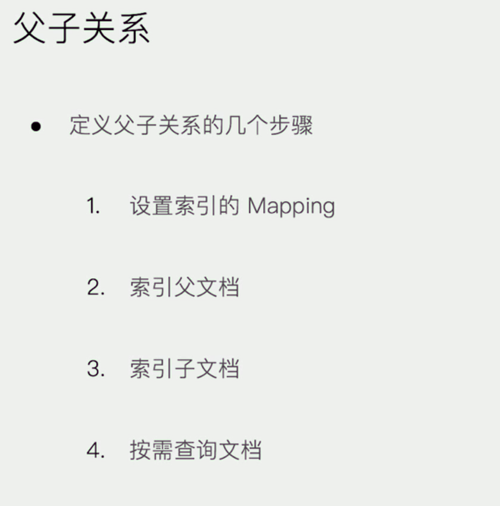 父子关系
● 定义父子关系的几个步骤
1. 设置索引的 Mapping
2. 索引父文档
3. 索引子文档
4. 按需查询文档